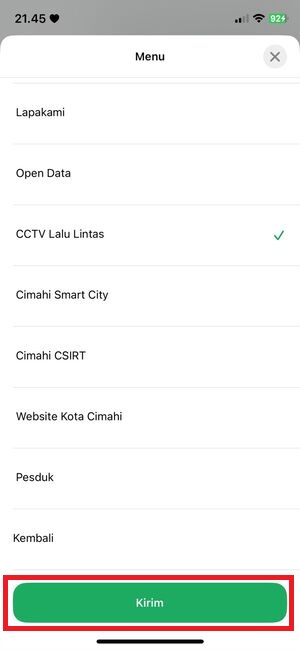 21.45
92
Menu
Lapakami
Open Data
CCTV Lalu Lintas
Cimahi Smart City
Cimahi CSIRT
Website Kota Cimahi
Pesduk
Kembali
Kirim